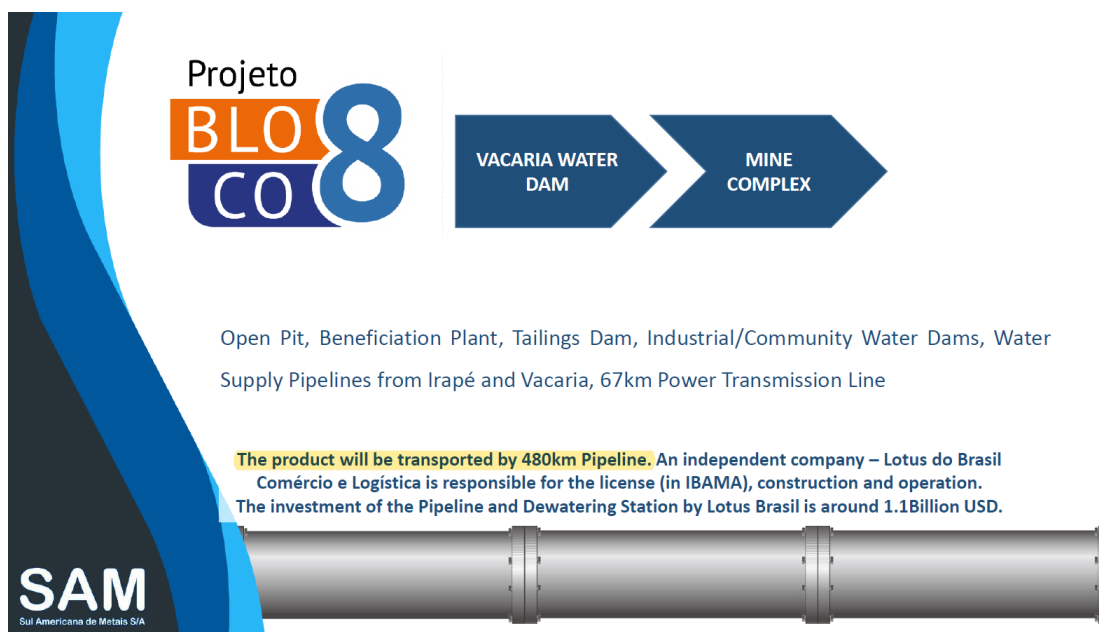 Projeto
BLO
CO
8
VACARIA WATER
DAM
MINE
COMPLEX
Open Pit, Beneficiation Plant, Tailings Dam, Industrial/Community Water Dams, Water
Supply Pipelines from Irapé and Vacaria, 67km Power Transmission Line
The product will be transported by 480km Pipeline. An independent company – Lotus do Brasil
Comércio e Logística is responsible for the license (in IBAMA), construction and operation.
The investment of the Pipeline and Dewatering Station by Lotus Brasil is around 1.1Billion USD.
SAM
Sul Americana de Metais S/A